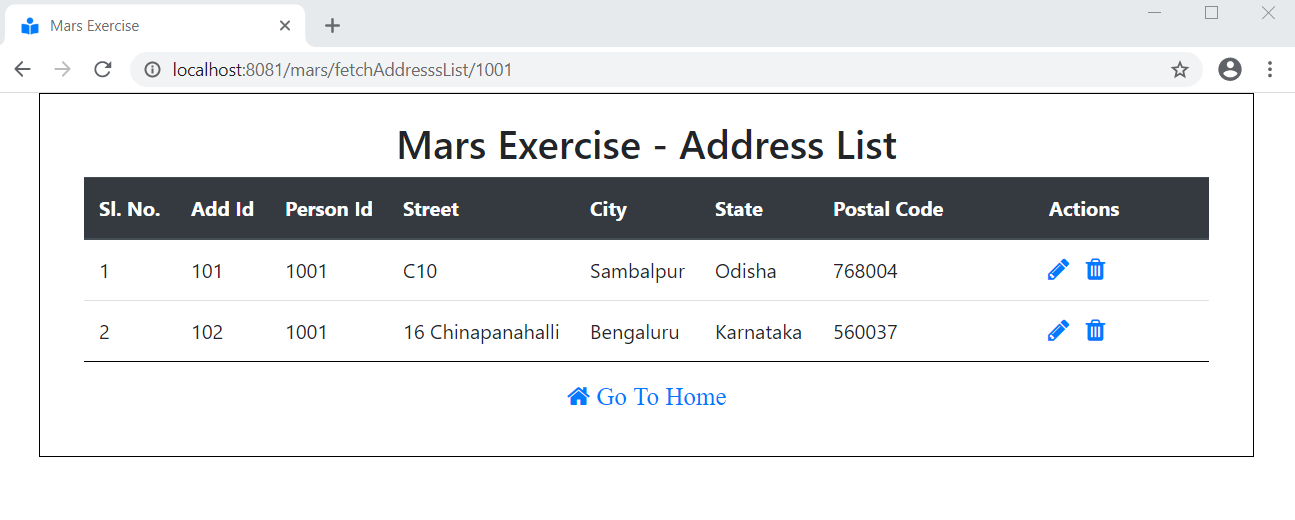 Mars Exercise
localhost:8081/mars/fetchAddresssList/1001
Mars Exercise - Address List
Sl. No. Add Id Person Id Street City State Postal Code Actions
1 101 1001 C10 Sambalpur Odisha 768004
2 102 1001 16 Chinapanahalli Bengaluru Karnataka 560037
Go To Home